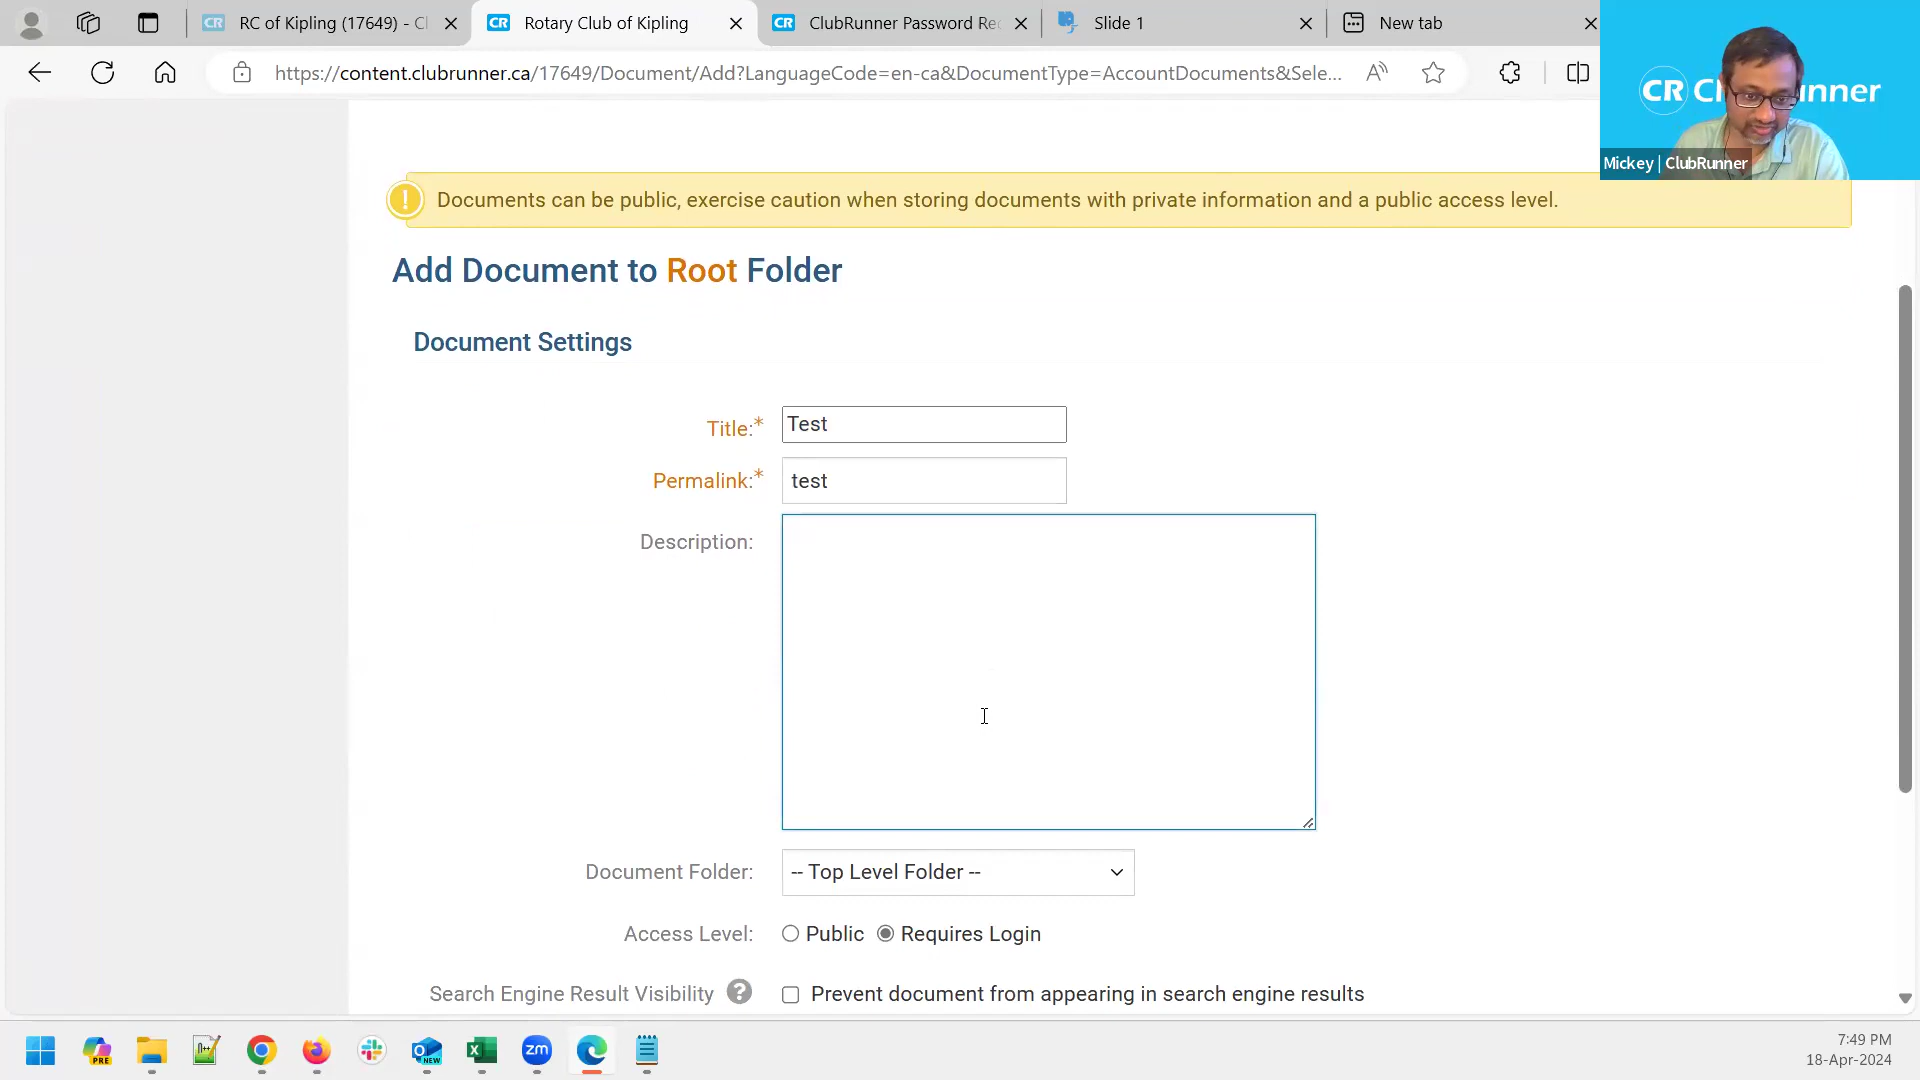 RC of Kipling (17649) - Cl
Rotary Club of Kipling
ClubRunner Password Re
Slide 1
New tab
https://content.clubrunner.ca/17649/Document/Add?LanguageCode=en-ca&DocumentType=AccountDocuments&Sele...
CR Cl nner
Mickey | ClubRunner
Documents can be public, exercise caution when storing documents with private information and a public access level.
Add Document to Root Folder
Document Settings
Title:* Test
Permalink:* test
Description:
Document Folder: -- Top Level Folder --
Access Level: Public Requires Login
Search Engine Result Visibility ? Prevent document from appearing in search engine results
7:49 PM
18-Apr-2024